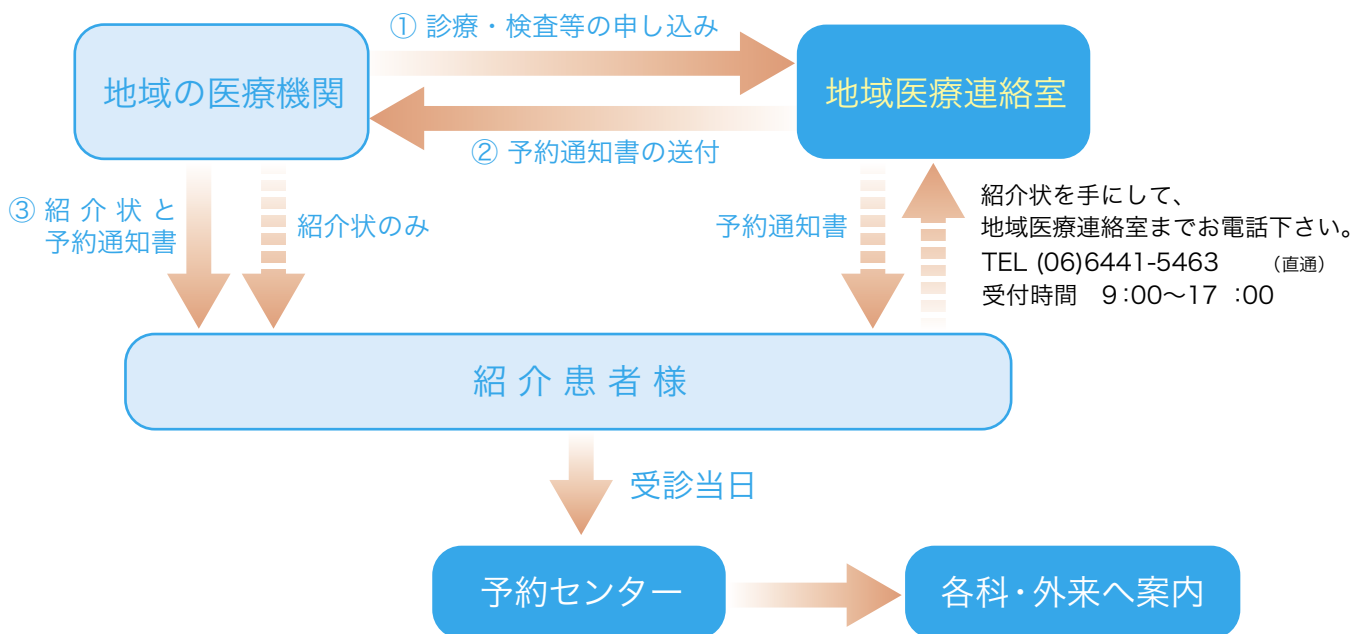 ① 診療・検査等の申し込み
地域の医療機関
地域医療連絡室
② 予約通知書の送付
③ 紹介状と
予約通知書
紹介状のみ
予約通知書
紹介状を手にして、
地域医療連絡室までお電話下さい。
TEL (06)6441-5463 （直通）
受付時間 9:00〜17:00
紹介患者様
受診当日
予約センター
各科・外来へ案内